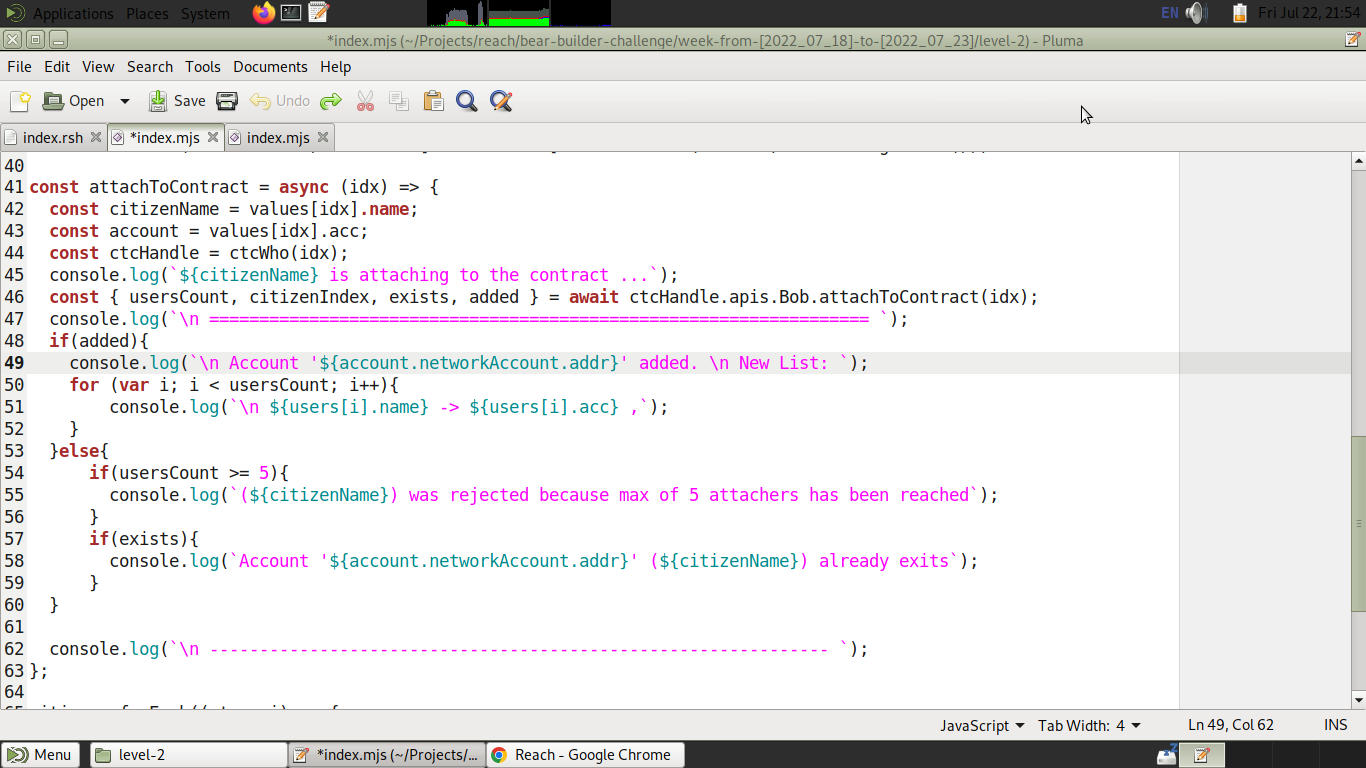 Applications Places System EN Fri Jul 22, 21:54
*index.mjs (~/Projects/reach/bear-builder-challenge/week-from-[2022_07_18]-to-[2022_07_23]/level-2) - Pluma
File Edit View Search Tools Documents Help
Open Save Undo
index.rsh *index.mjs index.mjs
40
41 const attachToContract = async (idx) => {
42 const citizenName = values[idx].name;
43 const account = values[idx].acc;
44 const ctcHandle = ctcWho(idx);
45 console.log(`${citizenName} is attaching to the contract ...`);
46 const { usersCount, citizenIndex, exists, added } = await ctcHandle.apis.Bob.attachToContract(idx);
47 console.log(`\n ================================================================== `);
48 if(added){
49 console.log(`\n Account '${account.networkAccount.addr}' added. \n New List: `);
50 for (var i; i < usersCount; i++){
51 console.log(`\n ${users[i].name} -> ${users[i].acc} ,`);
52 }
53 }else{
54 if(usersCount >= 5){
55 console.log(`(${citizenName}) was rejected because max of 5 attachers has been reached`);
56 }
57 if(exists){
58 console.log(`Account '${account.networkAccount.addr}' (${citizenName}) already exits`);
59 }
60 }
61
62 console.log(`\n -------------------------------------------------------------- `);
63 };
64
JavaScript Tab Width: 4 Ln 49, Col 62 INS
Menu level-2 *index.mjs (~/Projects/... Reach - Google Chrome